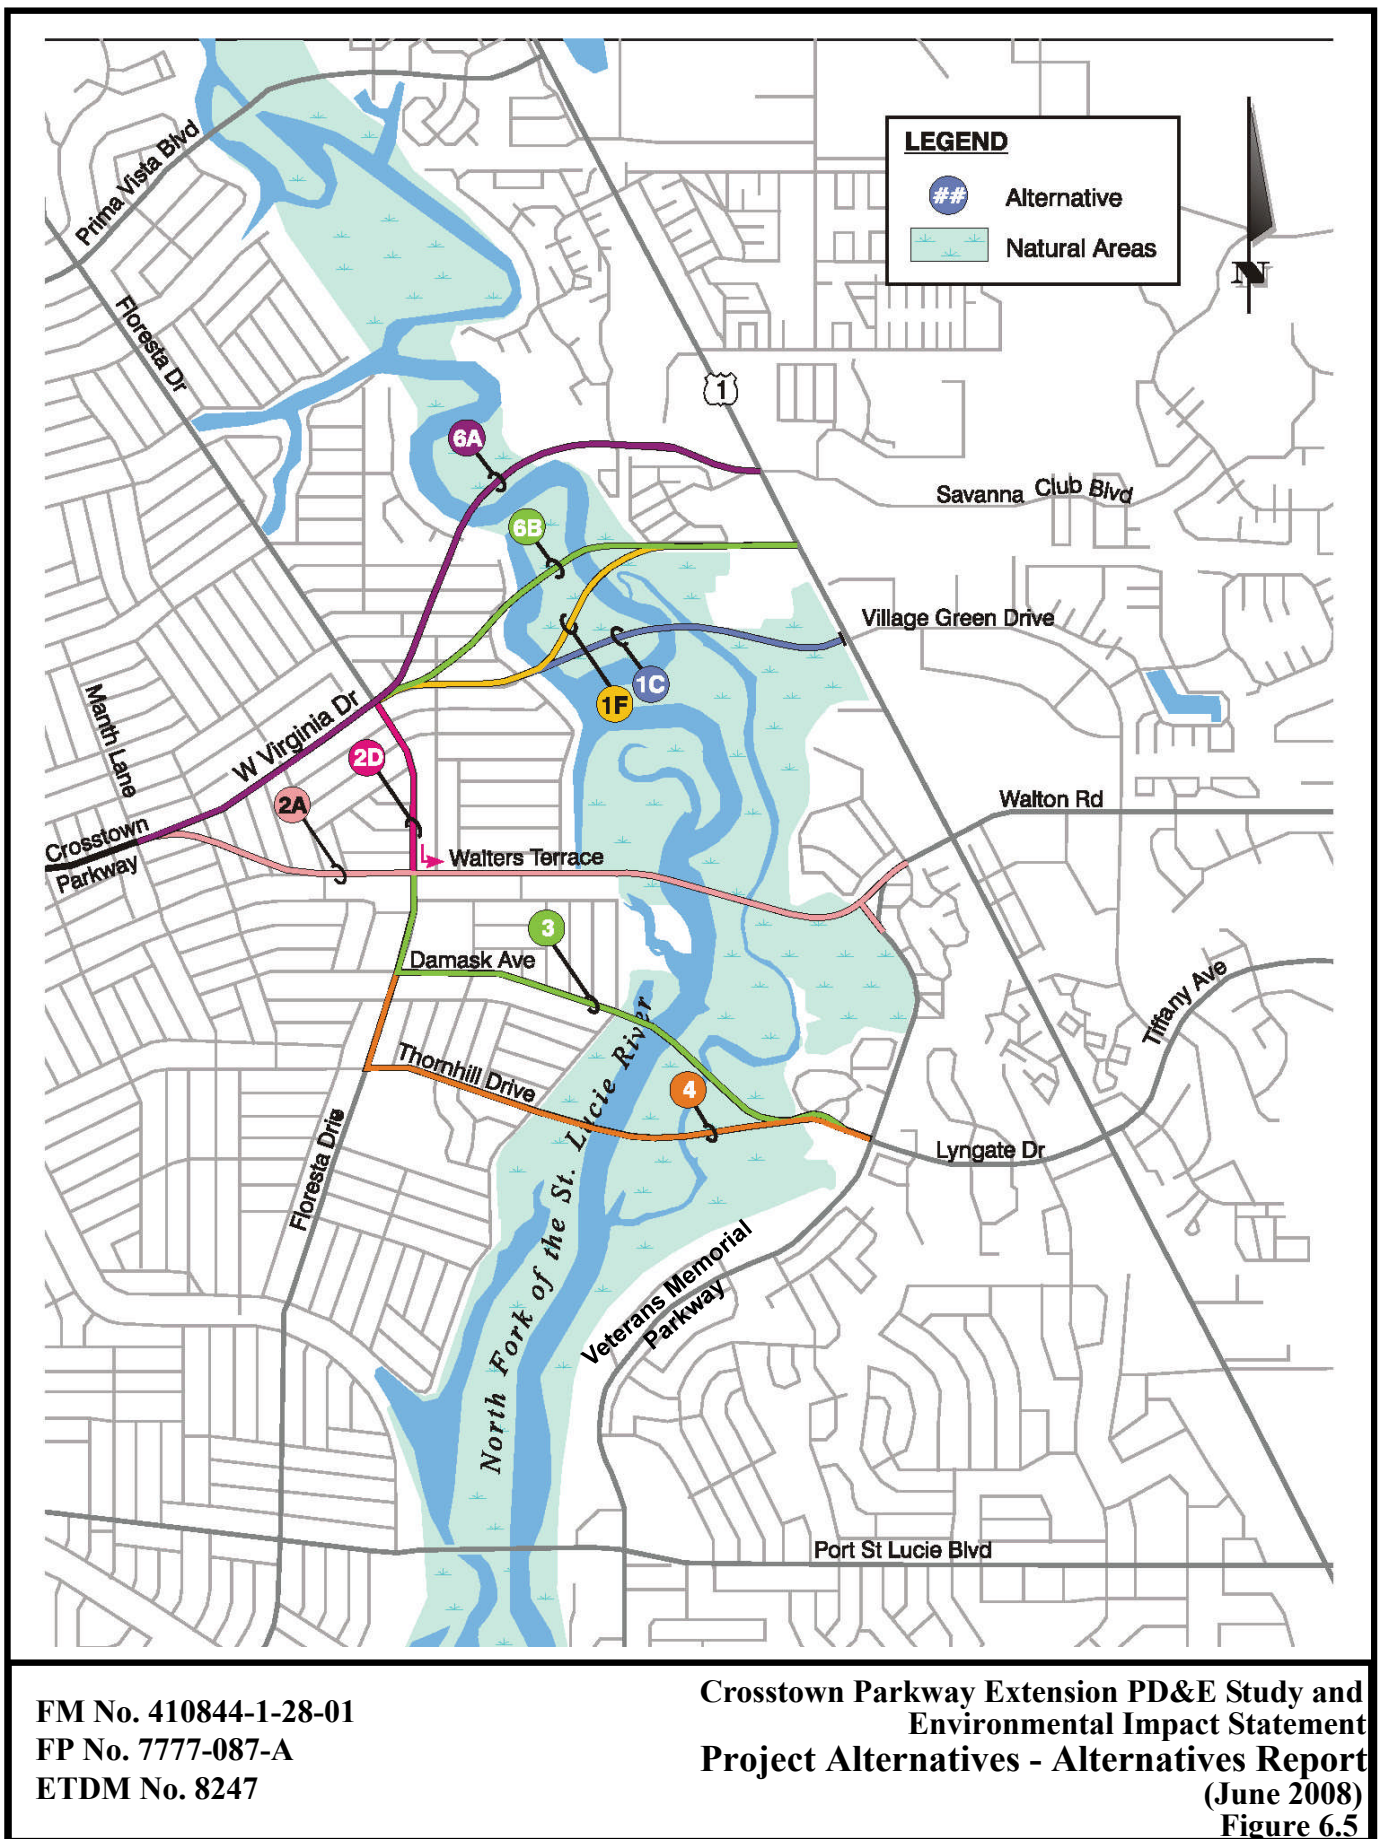 Prima Vista Blvd
LEGEND
## Alternative
Natural Areas
N
Floresta Dr
1
6A
Savanna Club Blvd
6B
Village Green Drive
1C
1F
Manth Lane
W Virginia Dr
2D
2A
Walton Rd
Crosstown
Parkway
Walters Terrace
3
Damask Ave
Tiffany Ave
Thornhill Drive
4
Floresta Drie
Lyngate Dr
North Fork of the St. Lucie River
Veterans Memorial
Parkway
Port St Lucie Blvd
FM No. 410844-1-28-01
FP No. 7777-087-A
ETDM No. 8247
Crosstown Parkway Extension PD&E Study and
Environmental Impact Statement
Project Alternatives - Alternatives Report
(June 2008)
Figure 6.5